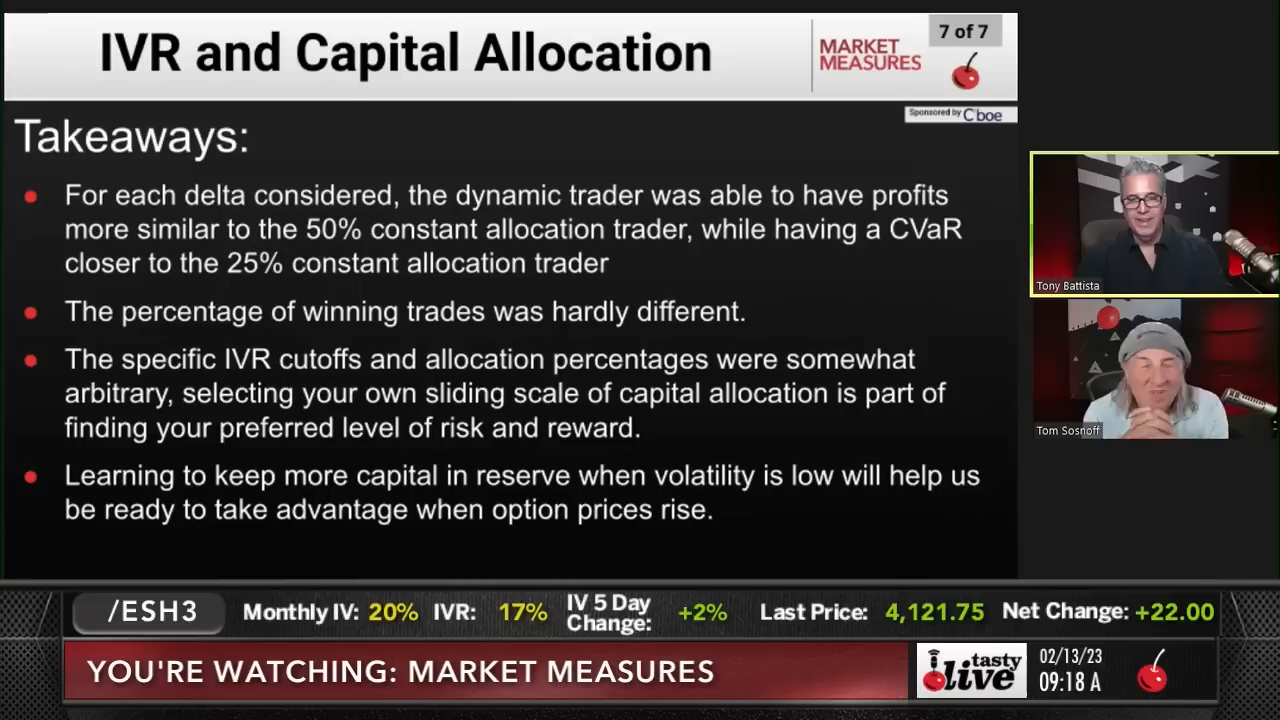 IVR and Capital Allocation
MARKET
MEASURES
7 of 7
Sponsored by Cboe
Takeaways:
For each delta considered, the dynamic trader was able to have profits
more similar to the 50% constant allocation trader, while having a CVaR
closer to the 25% constant allocation trader
The percentage of winning trades was hardly different.
The specific IVR cutoffs and allocation percentages were somewhat
arbitrary, selecting your own sliding scale of capital allocation is part of
finding your preferred level of risk and reward.
Learning to keep more capital in reserve when volatility is low will help us
be ready to take advantage when option prices rise.
Tony Battista
Tom Sosnoff
/ESH3 Monthly IV: 20% IVR: 17% IV 5 Day
Change: +2% Last Price: 4,121.75 Net Change: +22.00
YOU'RE WATCHING: MARKET MEASURES
tasty
live
02/13/23
09:18 A